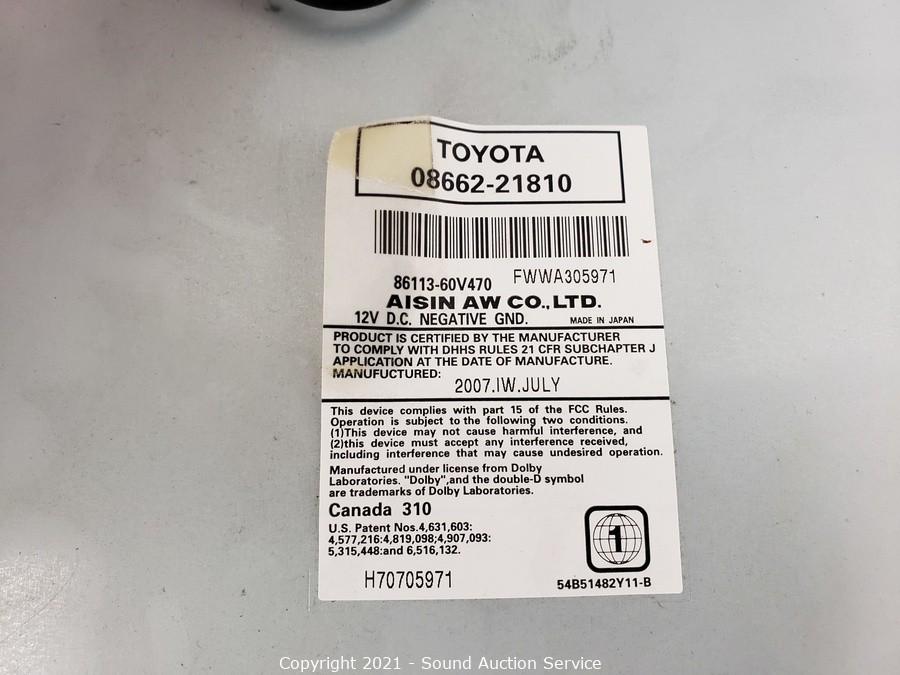 TOYOTA
08662-21810
86113-60V470 FWWA305971
AISIN AW CO.,LTD.
12V D.C. NEGATIVE GND. MADE IN JAPAN
PRODUCT IS CERTIFIED BY THE MANUFACTURER
TO COMPLY WITH DHHS RULES 21 CFR SUBCHAPTER J
APPLICATION AT THE DATE OF MANUFACTURE.
MANUFUCTURED:
2007.IW.JULY
This device complies with part 15 of the FCC Rules.
Operation is subject to the following two conditions.
(1)This device may not cause harmful interference, and
(2)this device must accept any interference received,
including interference that may cause undesired operation.
Manufactured under license from Dolby
Laboratories. "Dolby",and the double-D symbol
are trademarks of Dolby Laboratories.
Canada 310
U.S. Patent Nos.4,631,603:
4,577,216:4,819,098;4,907,093:
5,315,448:and 6,516,132.
1
H70705971
54B51482Y11-B
Copyright 2021 - Sound Auction Service